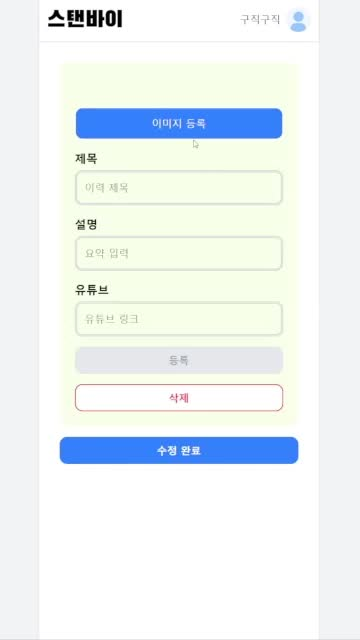 스탠바이
구직구직
이미지 등록
제목
이력 제목
설명
요약 입력
유튜브
유튜브 링크
등록
삭제
수정 완료